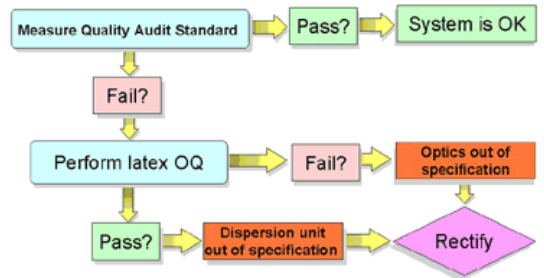 Measure Quality Audit Standard
Pass?
System is OK
Fail?
Perform latex OQ
Fail?
Optics out of
specification
Pass?
Dispersion unit
out of specification
Rectify